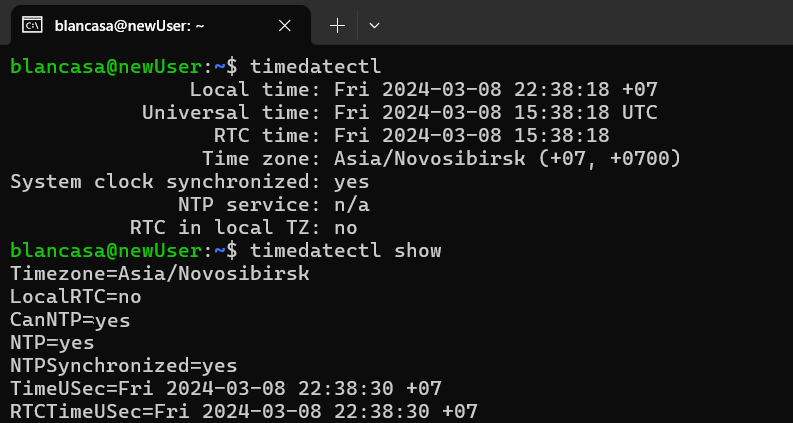 blancasa@newUser: ~
blancasa@newUser:~$ timedatectl
Local time: Fri 2024-03-08 22:38:18 +07
Universal time: Fri 2024-03-08 15:38:18 UTC
RTC time: Fri 2024-03-08 15:38:18
Time zone: Asia/Novosibirsk (+07, +0700)
System clock synchronized: yes
NTP service: n/a
RTC in local TZ: no
blancasa@newUser:~$ timedatectl show
Timezone=Asia/Novosibirsk
LocalRTC=no
CanNTP=yes
NTP=yes
NTPSynchronized=yes
TimeUSec=Fri 2024-03-08 22:38:30 +07
RTCTimeUSec=Fri 2024-03-08 22:38:30 +07